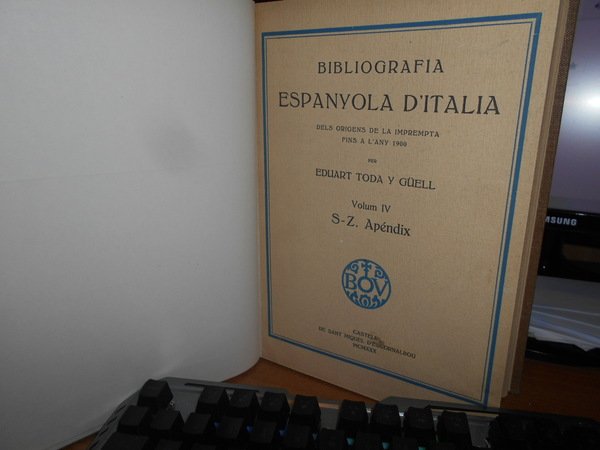 BIBLIOGRAFIA
ESPANYOLA D'ITALIA
DELS ORIGENS DE LA IMPREMPTA
FINS A L'ANY 1900
PER
EDUART TODA Y GÜELL
Volum IV
S-Z. Apéndix
BOV
CASTELL
DE SANT MIQUEL D'ESCORNALBOU
MCMXXX
SAMSUNG